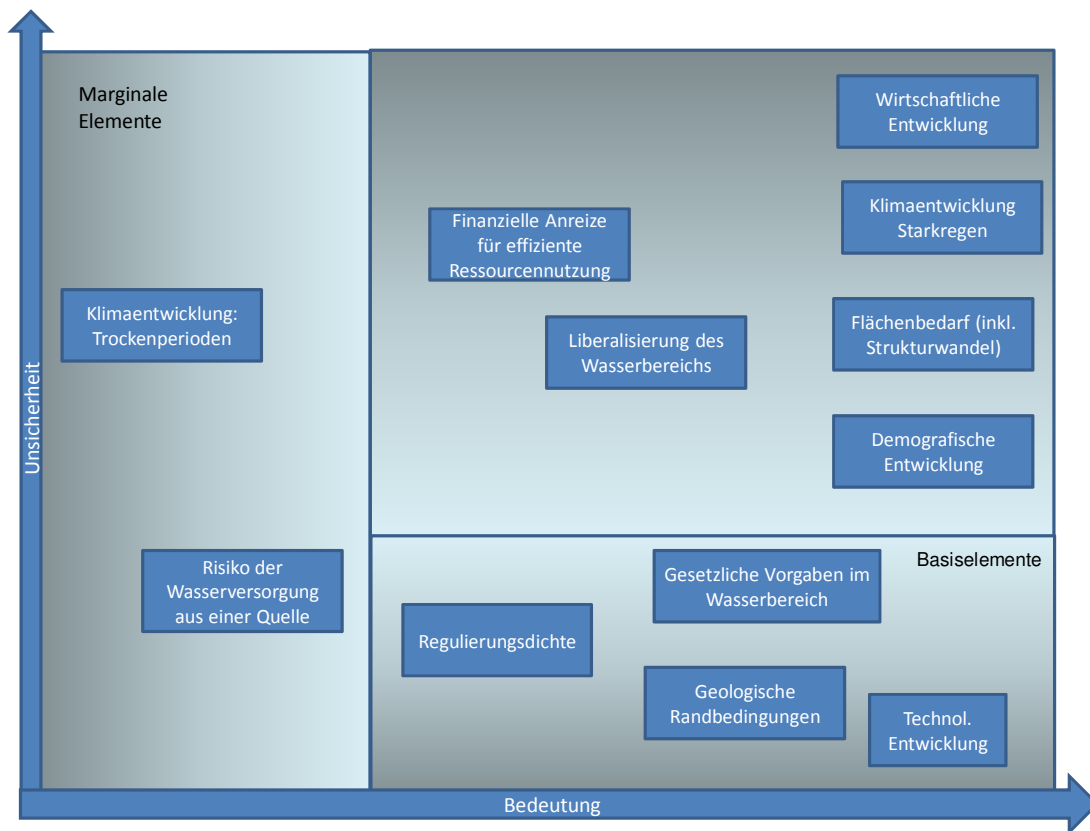 Marginale
Elemente
Wirtschaftliche
Entwicklung
Klimaentwicklung
Starkregen
Finanzielle Anreize
für effiziente
Ressourcennutzung
Klimaentwicklung:
Trockenperioden
Liberalisierung des
Wasserbereichs
Flächenbedarf (inkl.
Strukturwandel)
Demografische
Entwicklung
Unsicherheit
Risiko der
Wasserversorgung
aus einer Quelle
Basiselemente
Gesetzliche Vorgaben im
Wasserbereich
Regulierungsdichte
Geologische
Randbedingungen
Technol.
Entwicklung
Bedeutung